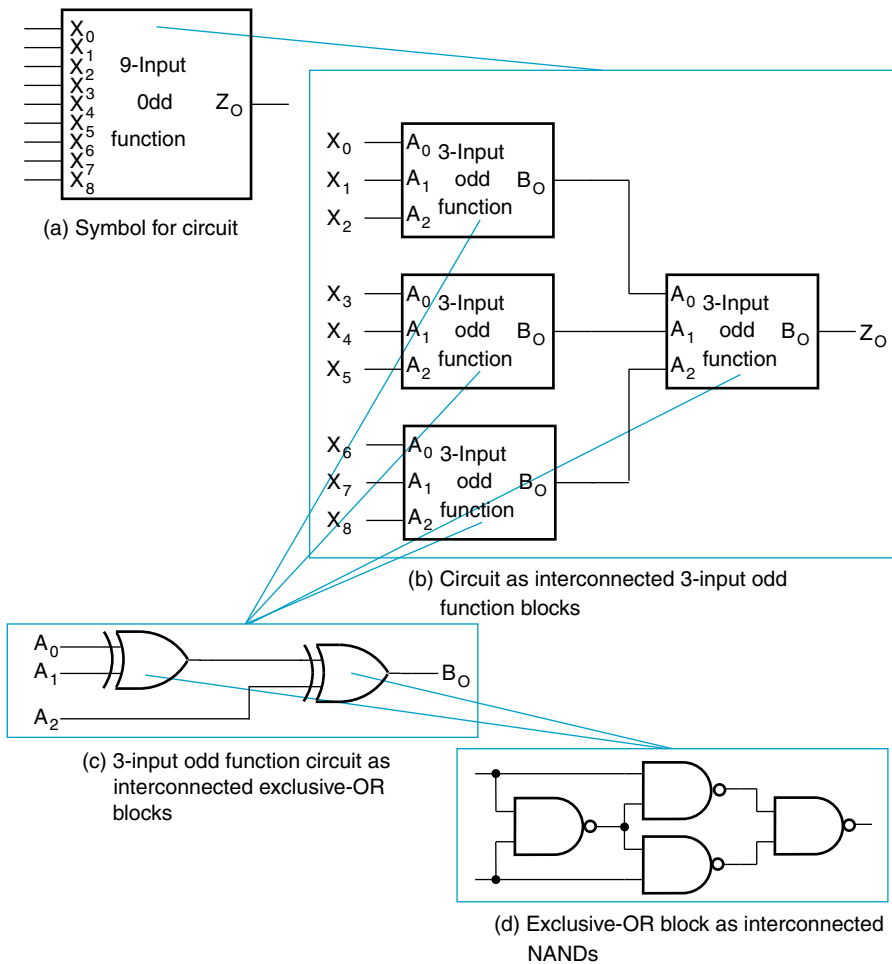 X0
X1
X2
X3
X4
X5
X6
X7
X8
9-Input
0dd
function
ZO
(a) Symbol for circuit
X0
X1
X2
A0
A1
A2
3-Input
odd
function
BO
X3
X4
X5
A0
A1
A2
3-Input
odd
function
BO
X6
X7
X8
A0
A1
A2
3-Input
odd
function
BO
A0
A1
A2
3-Input
odd
function
BO
ZO
(b) Circuit as interconnected 3-input odd
function blocks
A0
A1
A2
BO
(c) 3-input odd function circuit as
interconnected exclusive-OR
blocks
(d) Exclusive-OR block as interconnected
NANDs